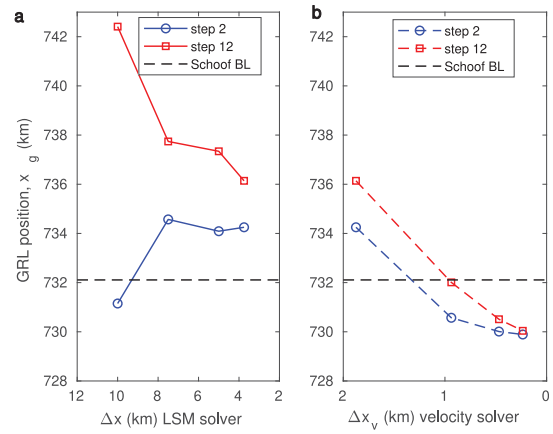 a
b
step 2
step 12
Schoof BL
step 2
step 12
Schoof BL
GRL position, x g (km)
742
740
738
736
734
732
730
728
742
740
738
736
734
732
730
728
12 10 8 6 4 2
2 1 0
Δx (km) LSM solver
Δxv (km) velocity solver